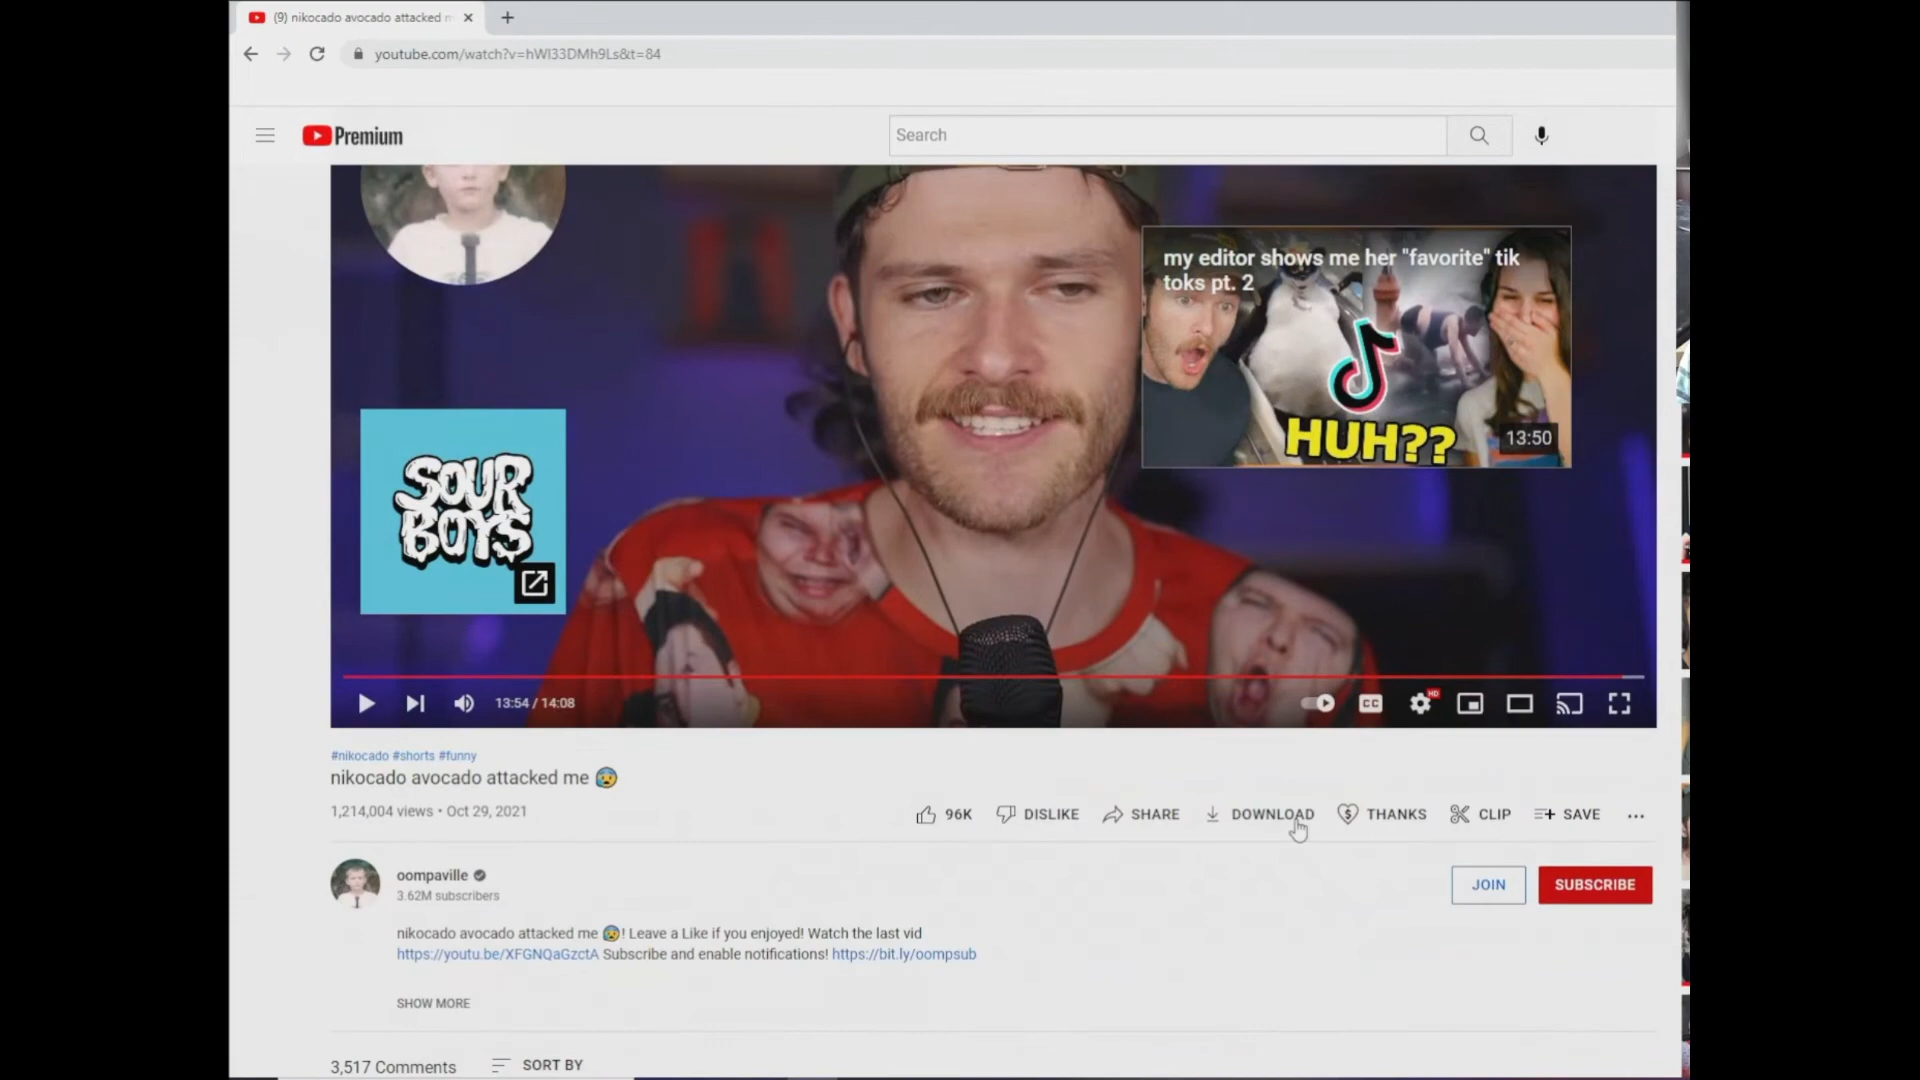 (9) nikocado avocado attacked m
youtube.com/watch?v=hWl33DMh9Ls&t=84
Premium
Search
my editor shows me her "favorite" tik
toks pt. 2
HUH??
13:50
SOUR
BOYS
13:54 / 14:08
CC
HD
#nikocado #shorts #funny
nikocado avocado attacked me 😰
1,214,004 views • Oct 29, 2021
96K
DISLIKE
SHARE
DOWNLOAD
THANKS
CLIP
SAVE
oompaville
3.62M subscribers
JOIN
SUBSCRIBE
nikocado avocado attacked me 😰! Leave a Like if you enjoyed! Watch the last vid
https://youtu.be/XFGNQaGzctA Subscribe and enable notifications! https://bit.ly/oompsub
SHOW MORE
3,517 Comments
SORT BY